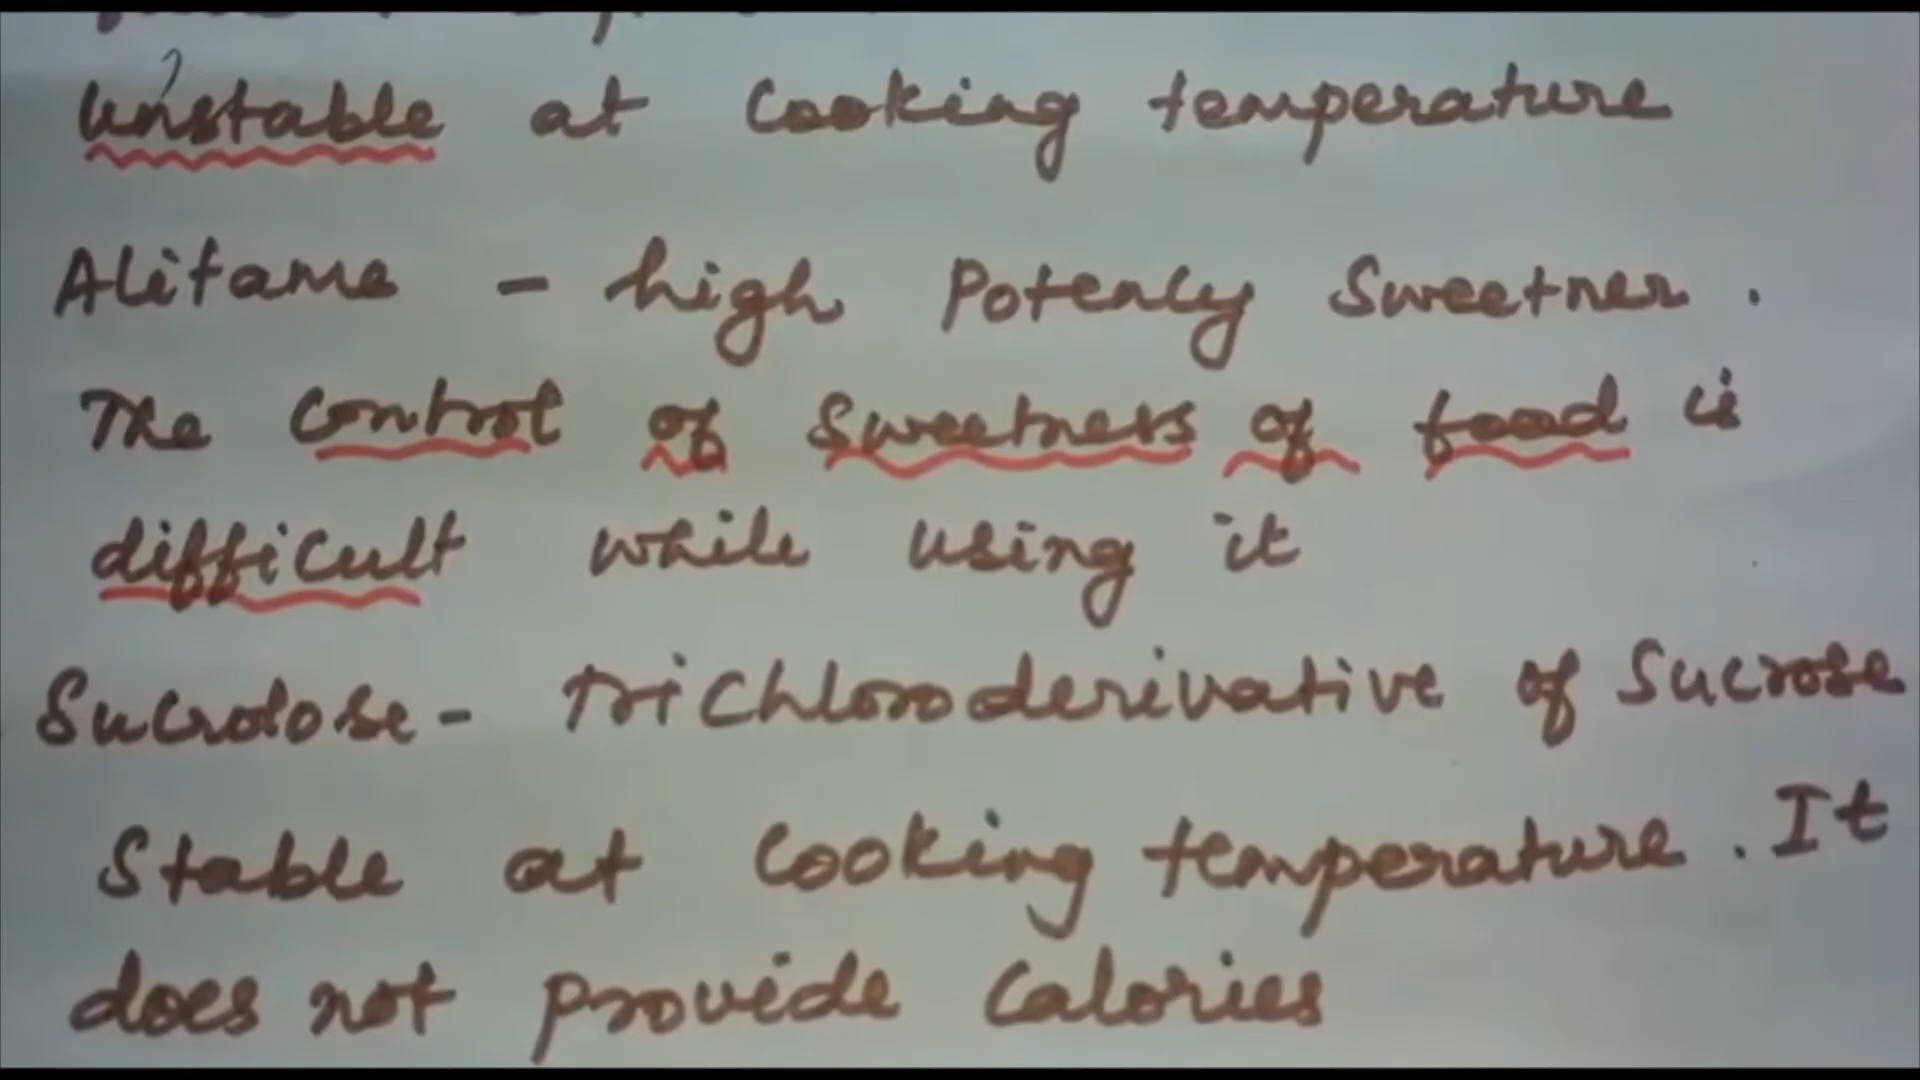 unstable at cooking temperature
Alitame - high Potency Sweetner.
The control of Sweetness of food is
difficult while using it
Sucrolose - trichloroderivative of Sucrose
Stable at cooking temperature. It
does not provide calories